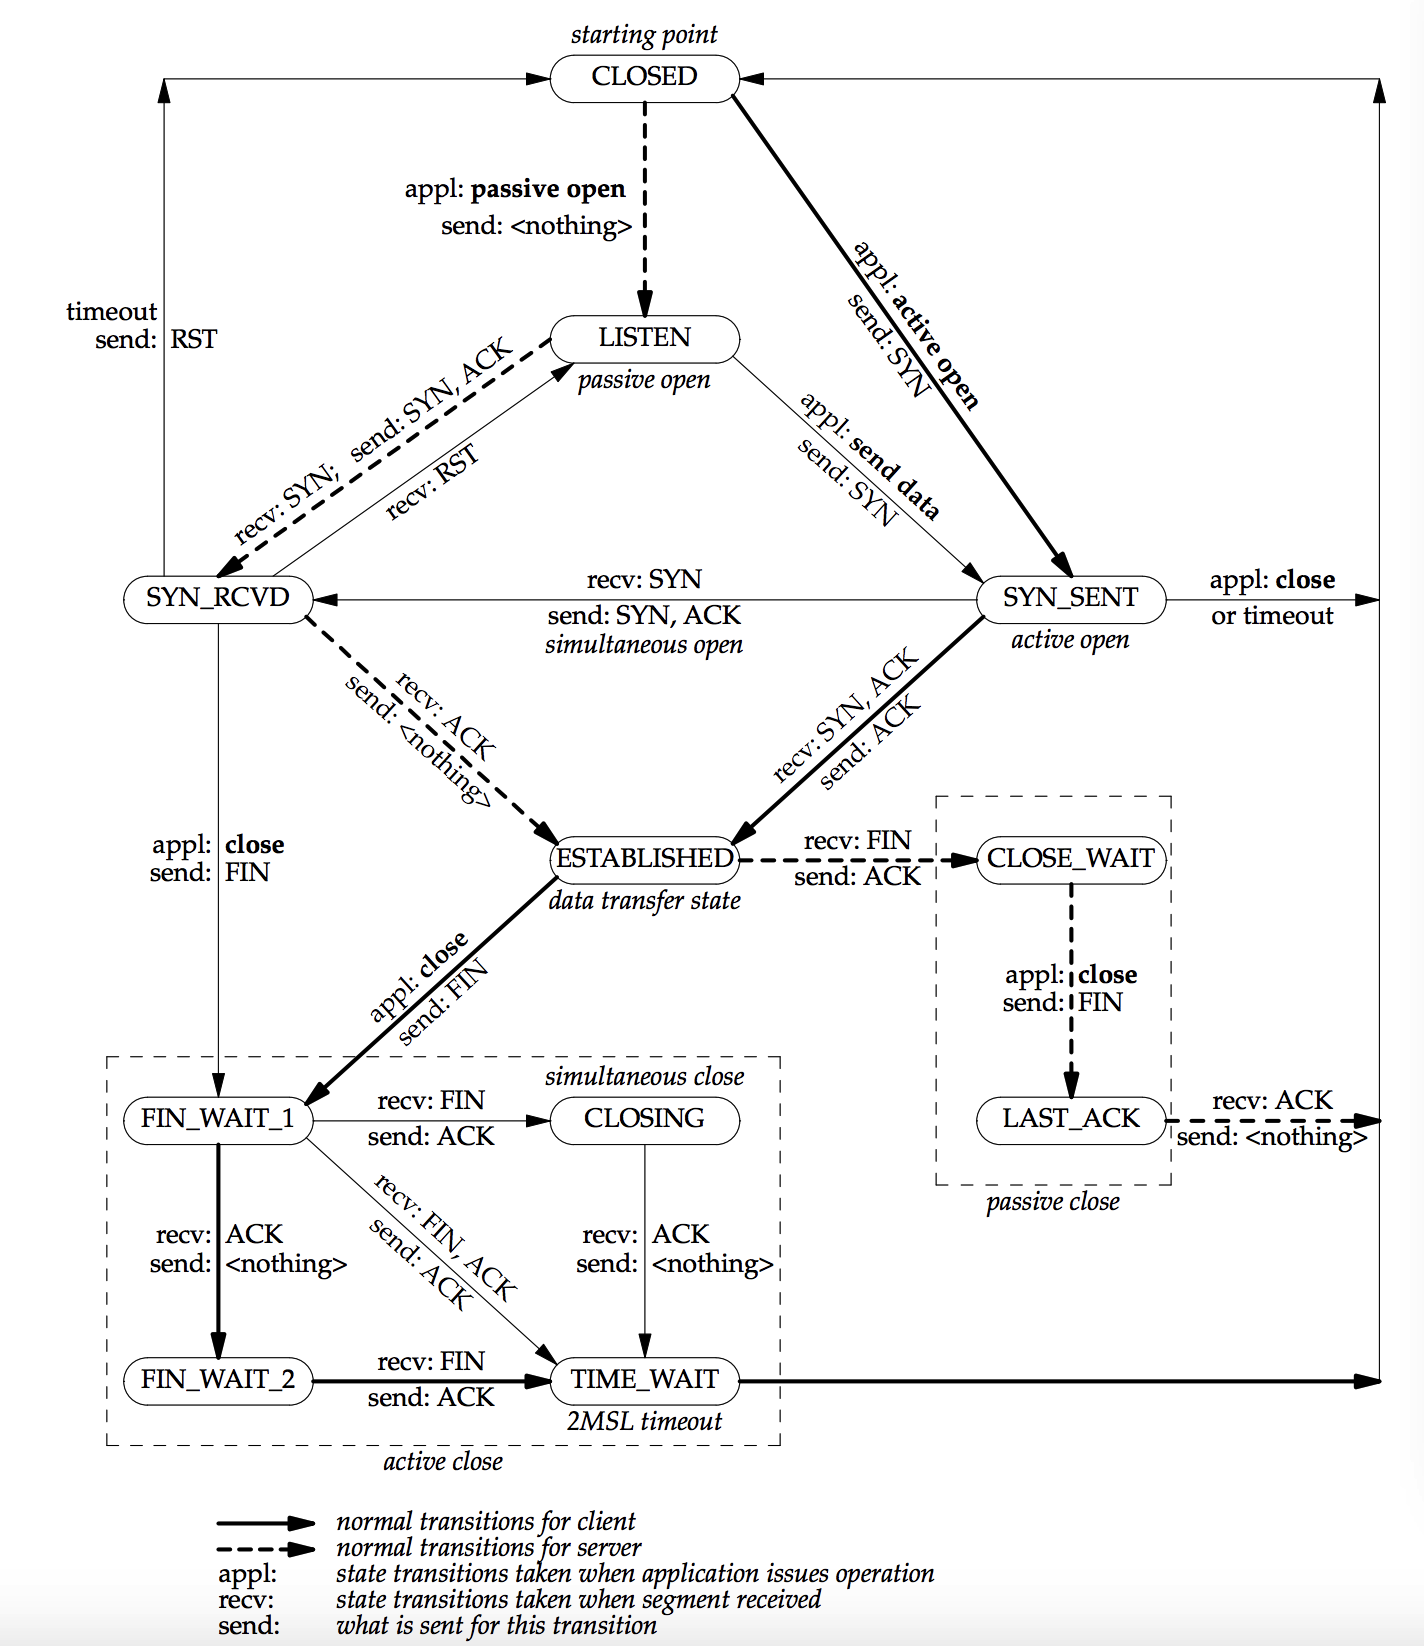 starting point
CLOSED
appl: passive open
send: <nothing>
appl: active open
send: SYN
timeout
send: RST
LISTEN
passive open
recv: SYN; send: SYN, ACK
recv: RST
appl: send data
send: SYN
SYN_RCVD
recv: SYN
send: SYN, ACK
simultaneous open
SYN_SENT
active open
appl: close
or timeout
recv: ACK
send: <nothing>
recv: SYN, ACK
send: ACK
appl: close
send: FIN
ESTABLISHED
data transfer state
recv: FIN
send: ACK
CLOSE_WAIT
appl: close
send: FIN
appl: close
send: FIN
simultaneous close
FIN_WAIT_1
recv: FIN
send: ACK
CLOSING
LAST_ACK
recv: ACK
send: <nothing>
passive close
recv: ACK
send: <nothing>
recv: FIN, ACK
send: ACK
recv: ACK
send: <nothing>
FIN_WAIT_2
recv: FIN
send: ACK
TIME_WAIT
2MSL timeout
active close
normal transitions for client
normal transitions for server
appl: state transitions taken when application issues operation
recv: state transitions taken when segment received
send: what is sent for this transition